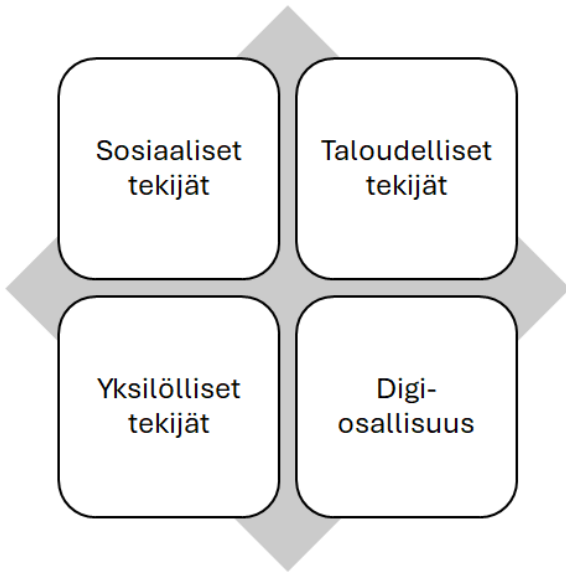 Sosiaaliset
tekijät
Taloudelliset
tekijät
Yksilölliset
tekijät
Digi-
osallisuus